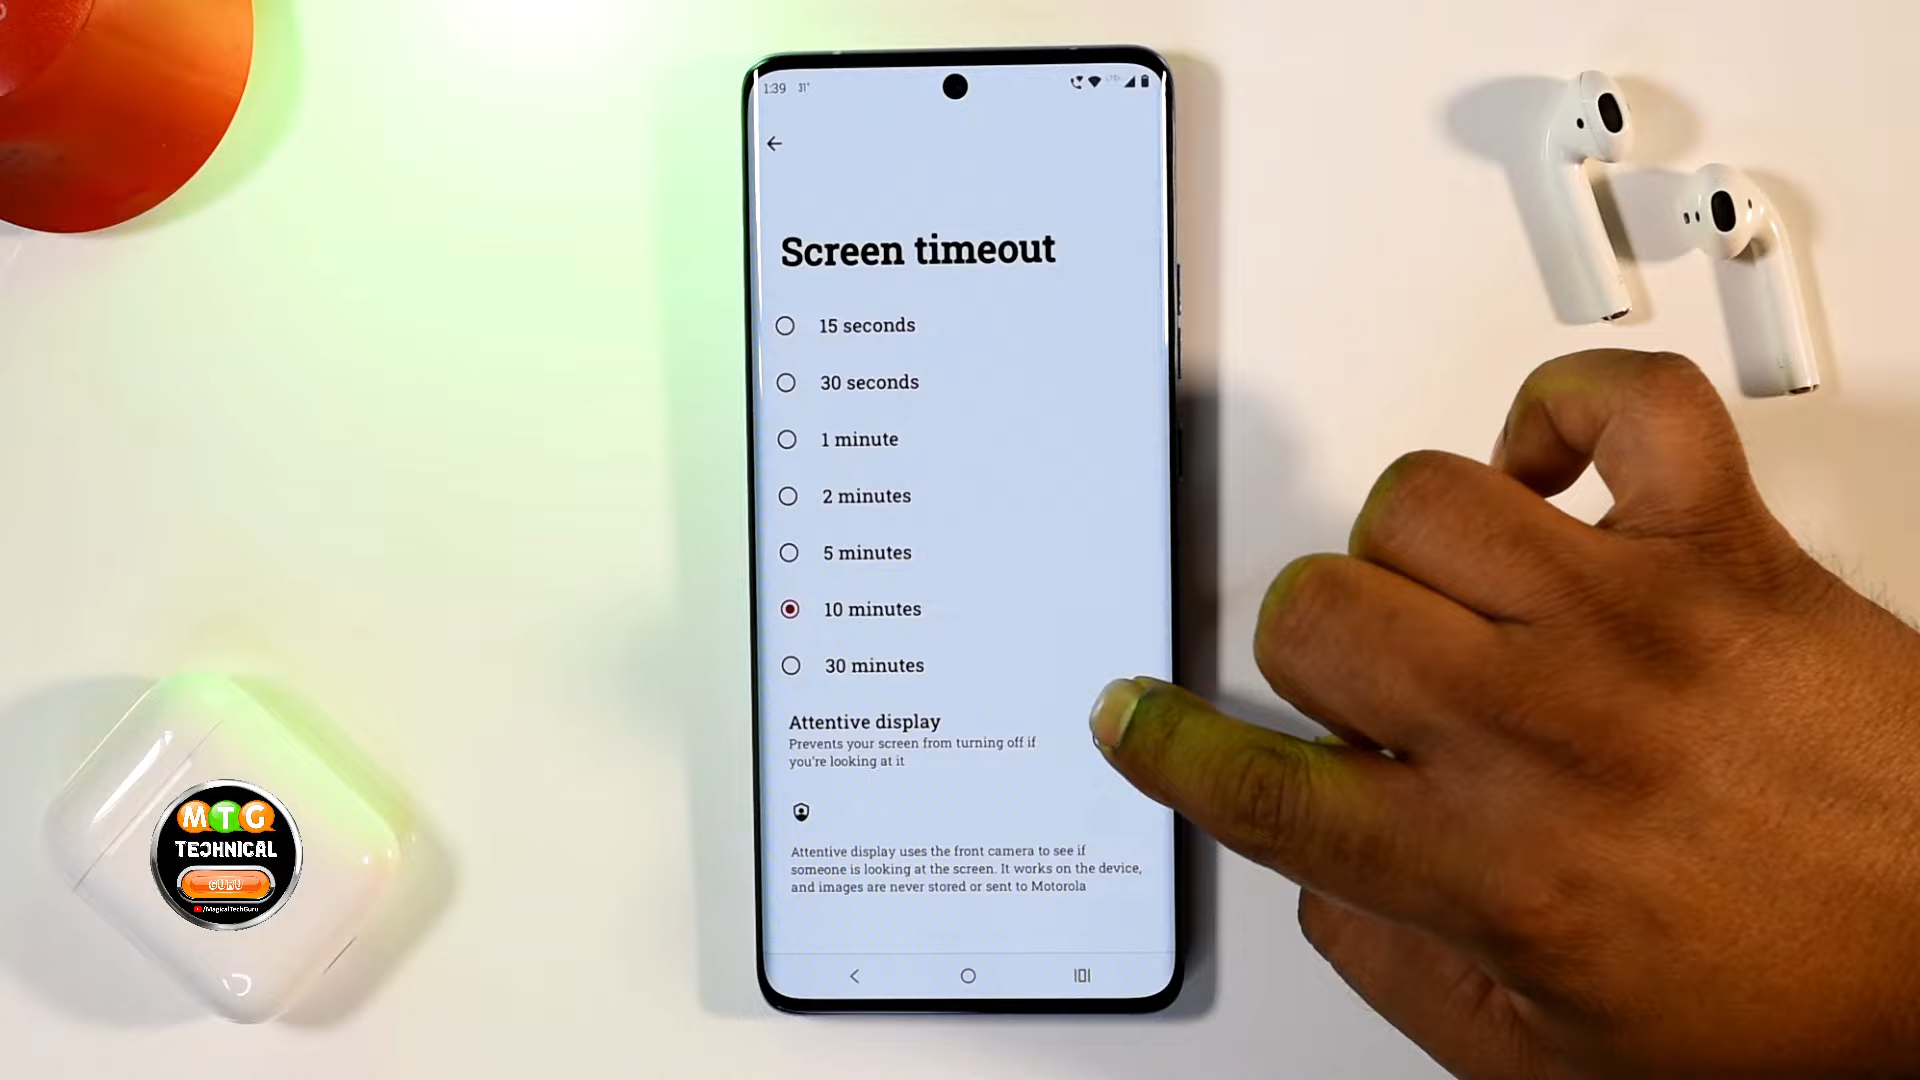 1:39 31°
Screen timeout
15 seconds
30 seconds
1 minute
2 minutes
5 minutes
10 minutes
30 minutes
Attentive display
Prevents your screen from turning off if
you're looking at it
Attentive display uses the front camera to see if
someone is looking at the screen. It works on the device,
and images are never stored or sent to Motorola
MTG
TECHNICAL
GURU
/MagicalTechGuru